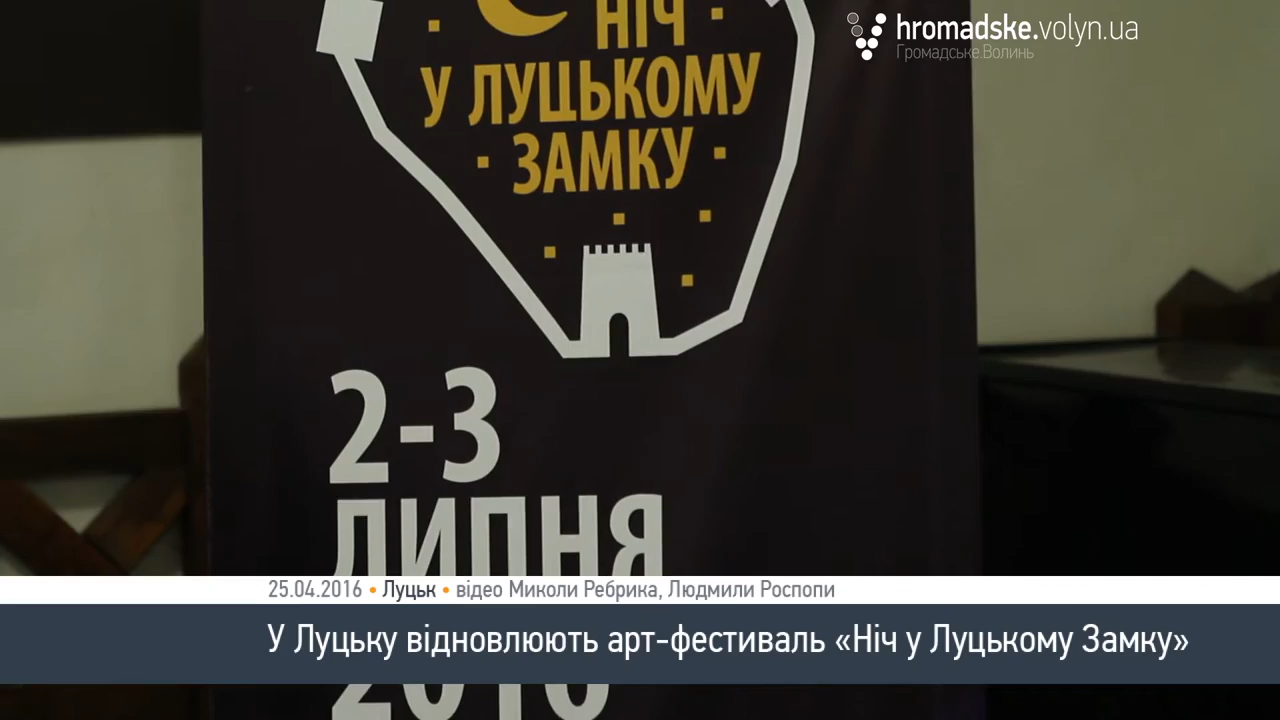 hromadske.volyn.ua
Громадське.Волинь
НІЧ
У ЛУЦЬКОМУ
ЗАМКУ
2-3
ЛИПНЯ
25.04.2016 • Луцьк • відео Миколи Ребрика, Людмили Роспопи
У Луцьку відновлюють арт-фестиваль «Ніч у Луцькому Замку»
2016